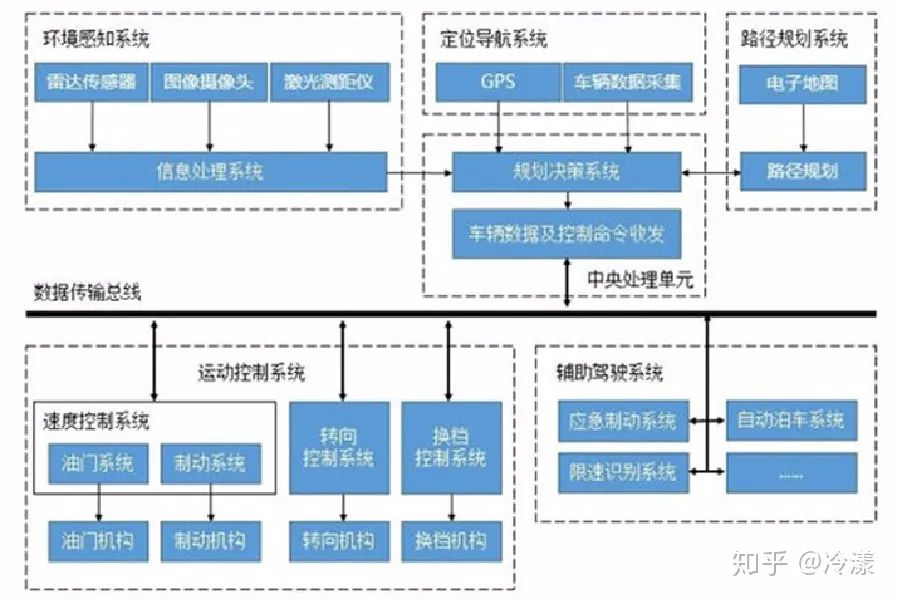 环境感知系统
雷达传感器
图像摄像头
激光测距仪
信息处理系统
定位导航系统
GPS
车辆数据采集
规划决策系统
车辆数据及控制命令收发
中央处理单元
路径规划系统
电子地图
路径规划
数据传输总线
运动控制系统
速度控制系统
油门系统
制动系统
转向
控制系统
换档
控制系统
油门机构
制动机构
转向机构
换档机构
辅助驾驶系统
应急制动系统
自动泊车系统
限速识别系统
……
知乎 @冷漾